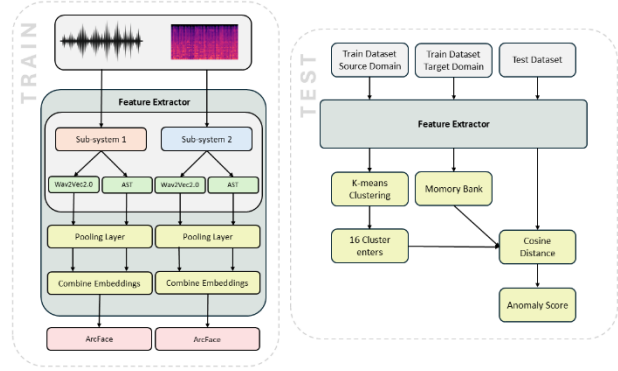 TRAIN
Feature Extractor
Sub-system 1
Sub-system 2
Wav2Vec2.0
AST
Wav2Vec2.0
AST
Pooling Layer
Pooling Layer
Combine Embeddings
Combine Embeddings
ArcFace
ArcFace
TEST
Train Dataset
Source Domain
Train Dataset
Target Domain
Test Dataset
Feature Extractor
K-means
Clustering
Momory Bank
16 Cluster
enters
Cosine
Distance
Anomaly Score